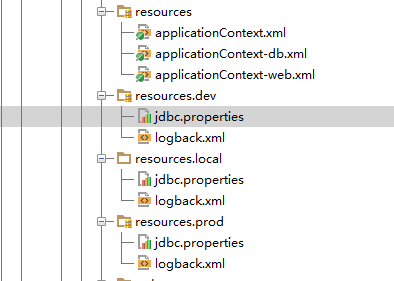 resources
applicationContext.xml
applicationContext-db.xml
applicationContext-web.xml
resources.dev
jdbc.properties
logback.xml
resources.local
jdbc.properties
logback.xml
resources.prod
jdbc.properties
logback.xml